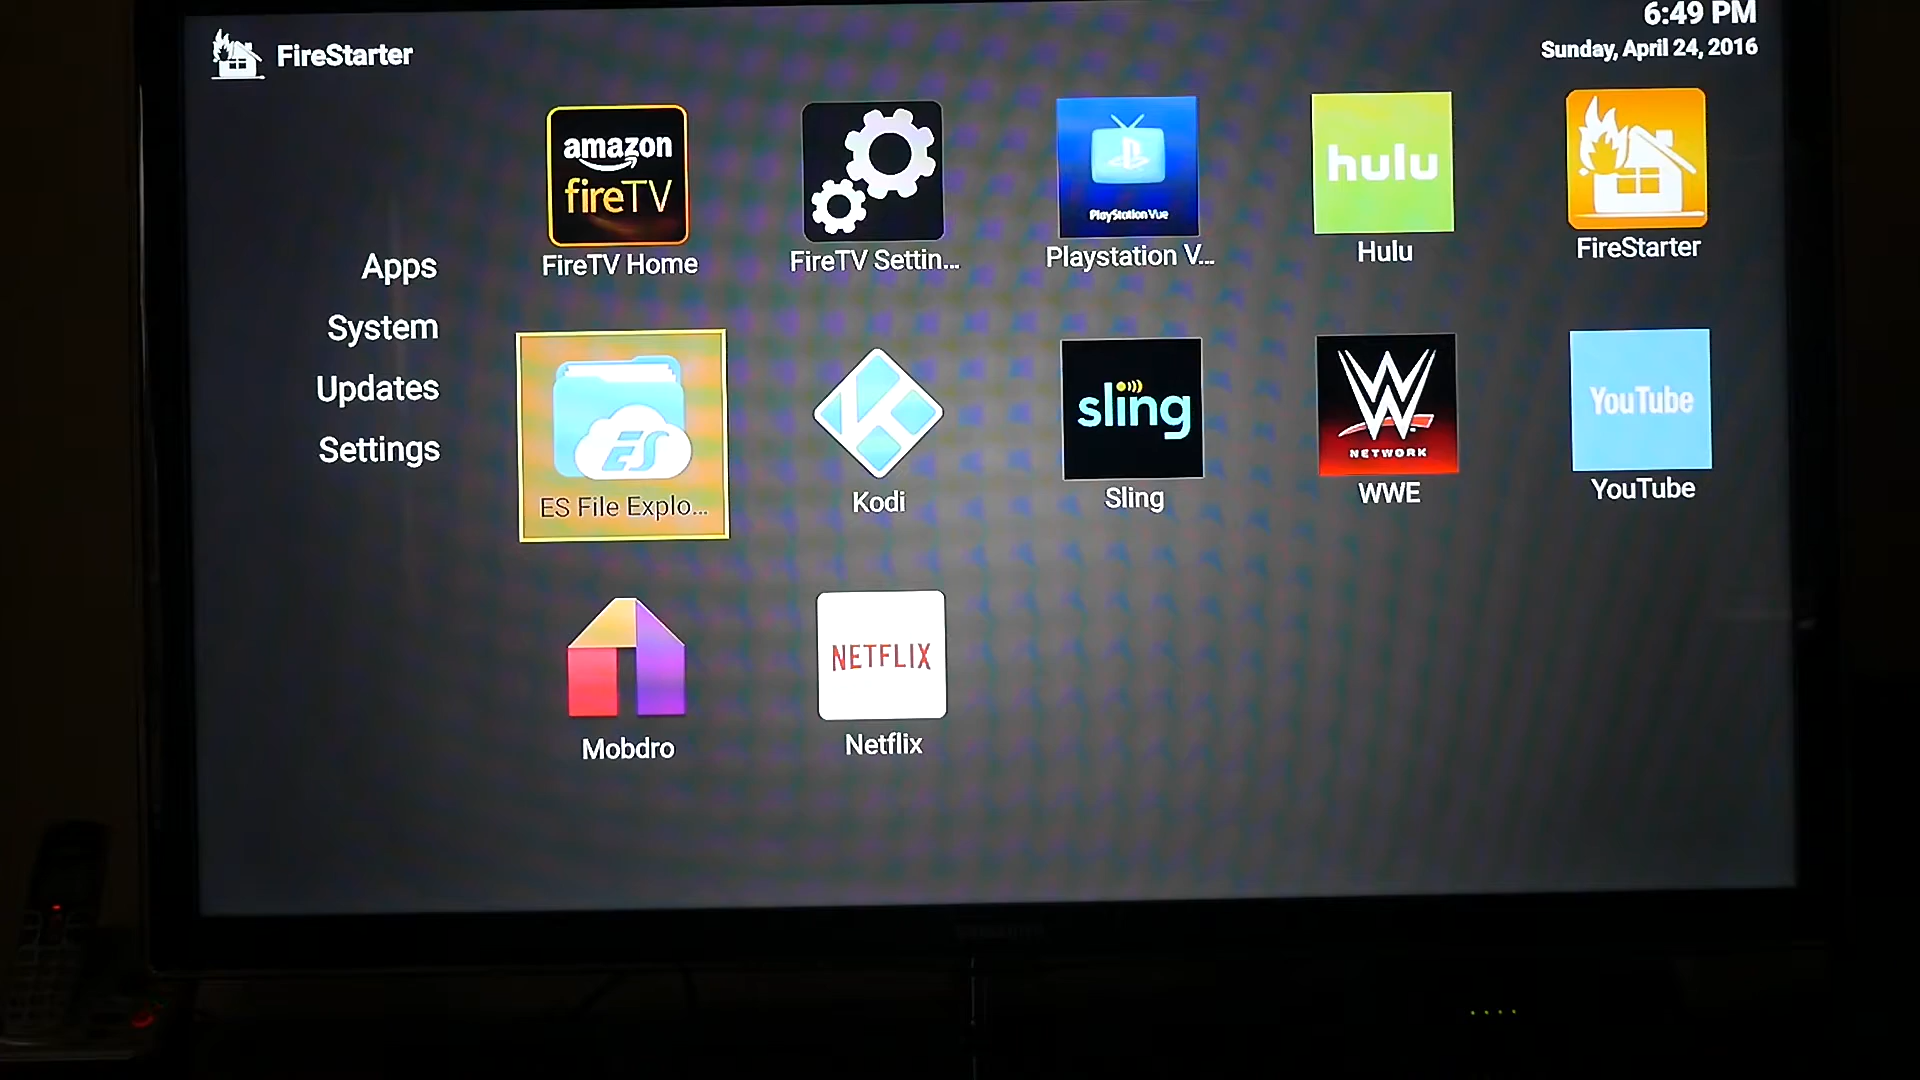 FireStarter
6:49 PM
Sunday, April 24, 2016
Apps
System
Updates
Settings
amazon
fireTV
FireTV Home
FireTV Settin...
PlayStation Vue
Playstation V...
hulu
Hulu
FireStarter
ES
ES File Explo...
Kodi
sling
Sling
W
NETWORK
WWE
YouTube
YouTube
Mobdro
NETFLIX
Netflix